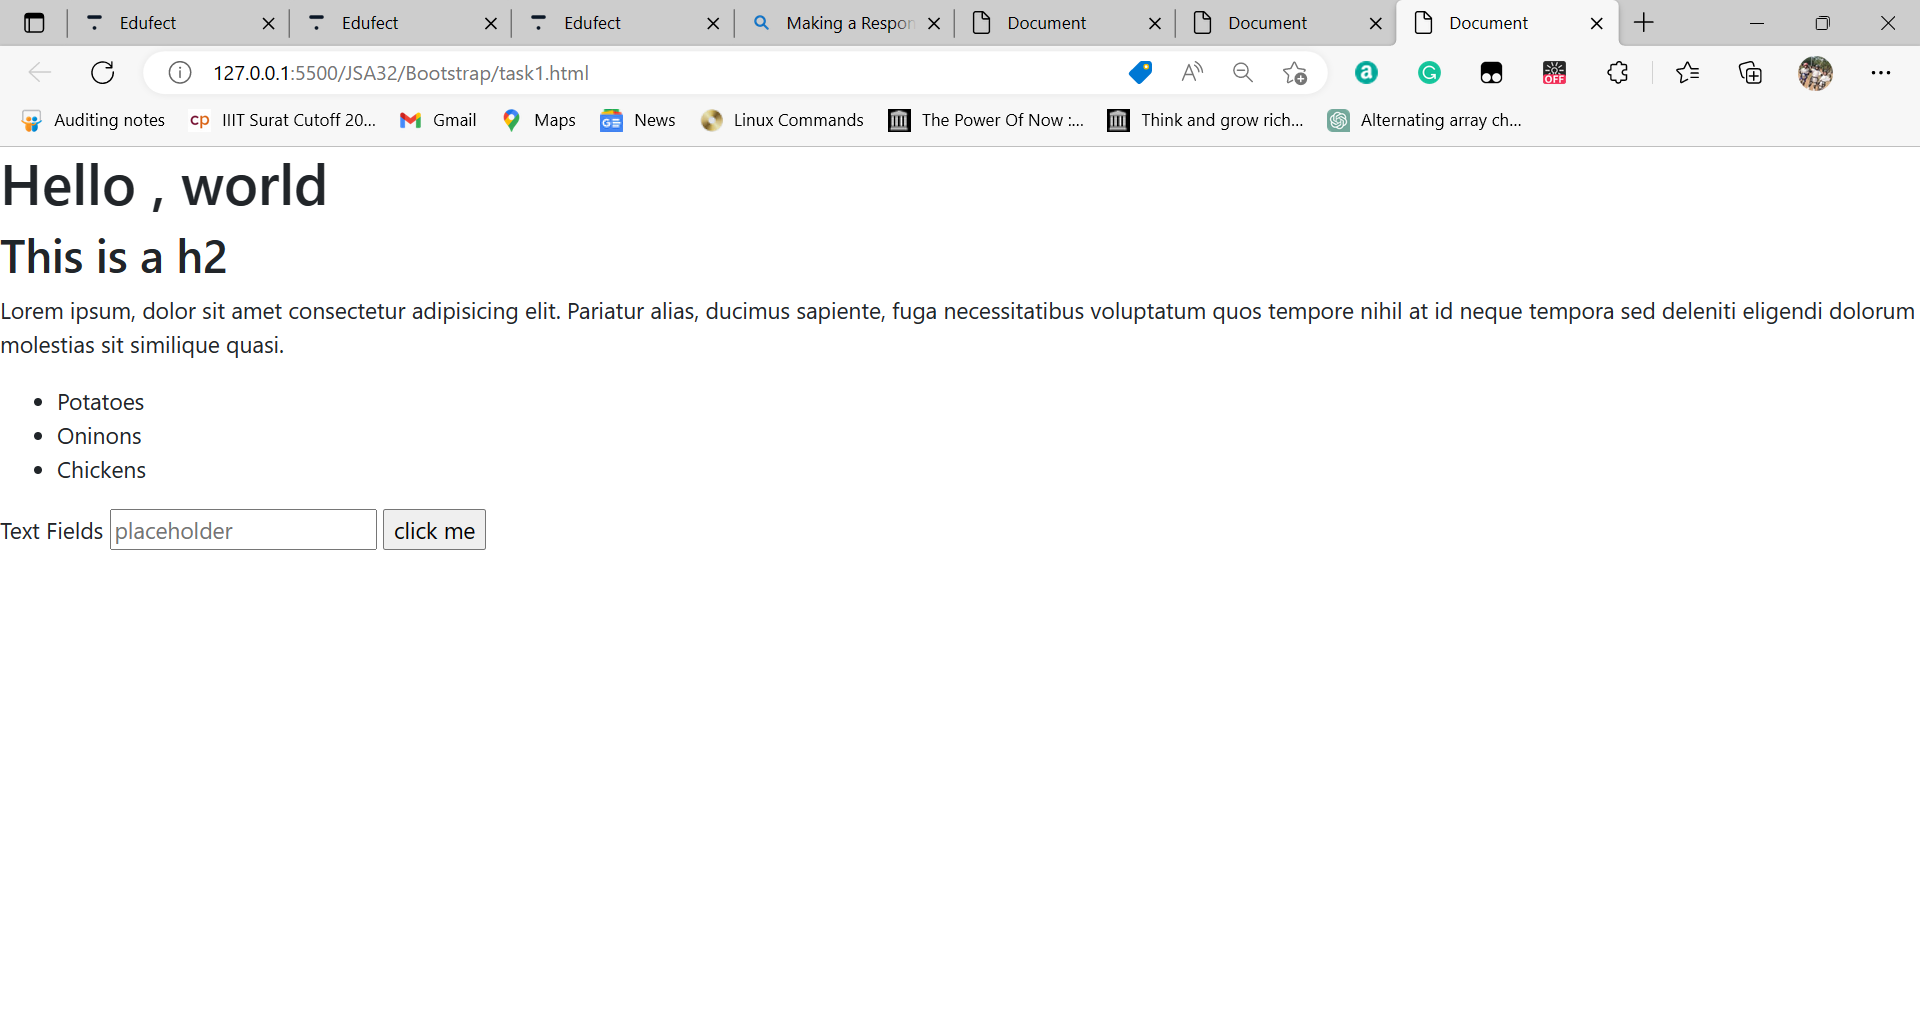 Edufect
Edufect
Edufect
Making a Respon
Document
Document
Document
127.0.0.1:5500/JSA32/Bootstrap/task1.html
Auditing notes
cp IIIT Surat Cutoff 20...
Gmail
Maps
News
Linux Commands
The Power Of Now :...
Think and grow rich...
Alternating array ch...
Hello , world
This is a h2
Lorem ipsum, dolor sit amet consectetur adipisicing elit. Pariatur alias, ducimus sapiente, fuga necessitatibus voluptatum quos tempore nihil at id neque tempora sed deleniti eligendi dolorum
molestias sit similique quasi.
Potatoes
Oninons
Chickens
Text Fields placeholder click me